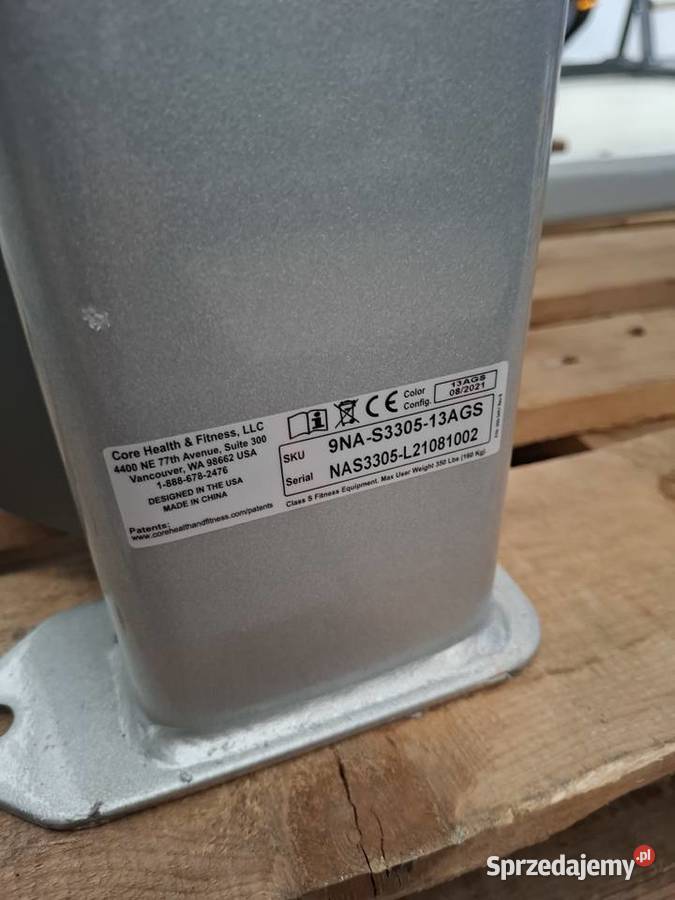 Core Health & Fitness, LLC
4400 NE 77th Avenue, Suite 300
Vancouver, WA 98662 USA
1-888-678-2476
DESIGNED IN THE USA
MADE IN CHINA
Patents:
www.corehealthandfitness.com/patents
CE
Color
Config.
13AGS
08/2021
SKU 9NA-S3305-13AGS
Serial NAS3305-L21081002
Class S Fitness Equipment, Max User Weight 350 Lbs (160 Kg).
Sprzedajemy.pl